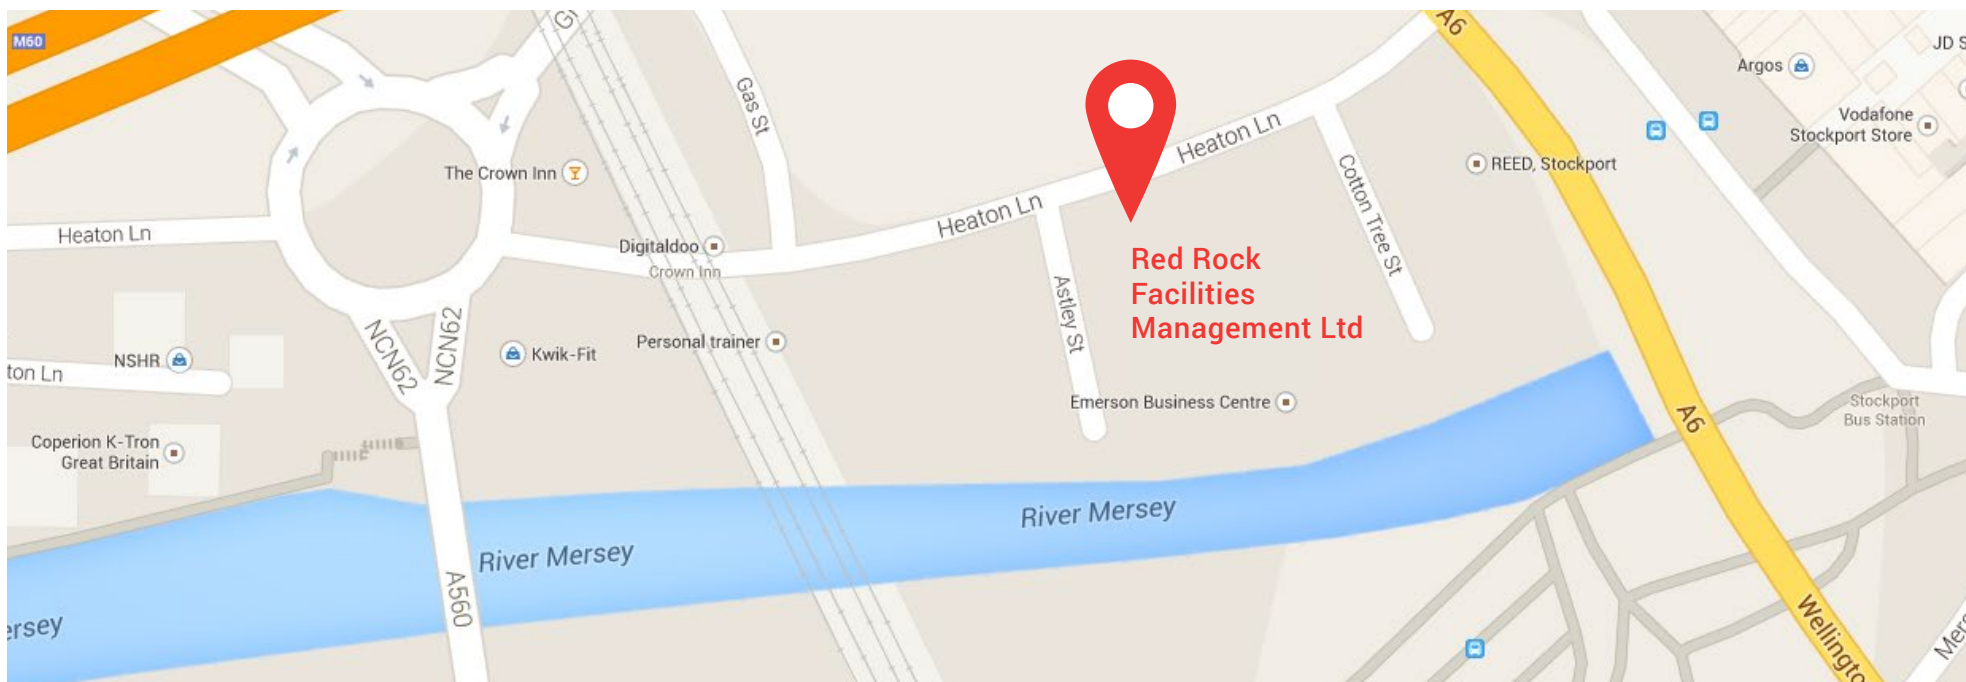 M60
G
A6
JD S
Argos
Gas St
Vodafone
Stockport Store
Heaton Ln
REED, Stockport
The Crown Inn
Cotton Tree St
Heaton Ln
Heaton Ln
Digitaldoo
Crown Inn
Red Rock
Facilities
Management Ltd
Astley St
NCN62
NCN62
Personal trainer
Kwik-Fit
NSHR
ton Ln
Emerson Business Centre
Stockport
Bus Station
A6
Coperion K-Tron
Great Britain
River Mersey
River Mersey
A560
ersey
Wellingto
Mers